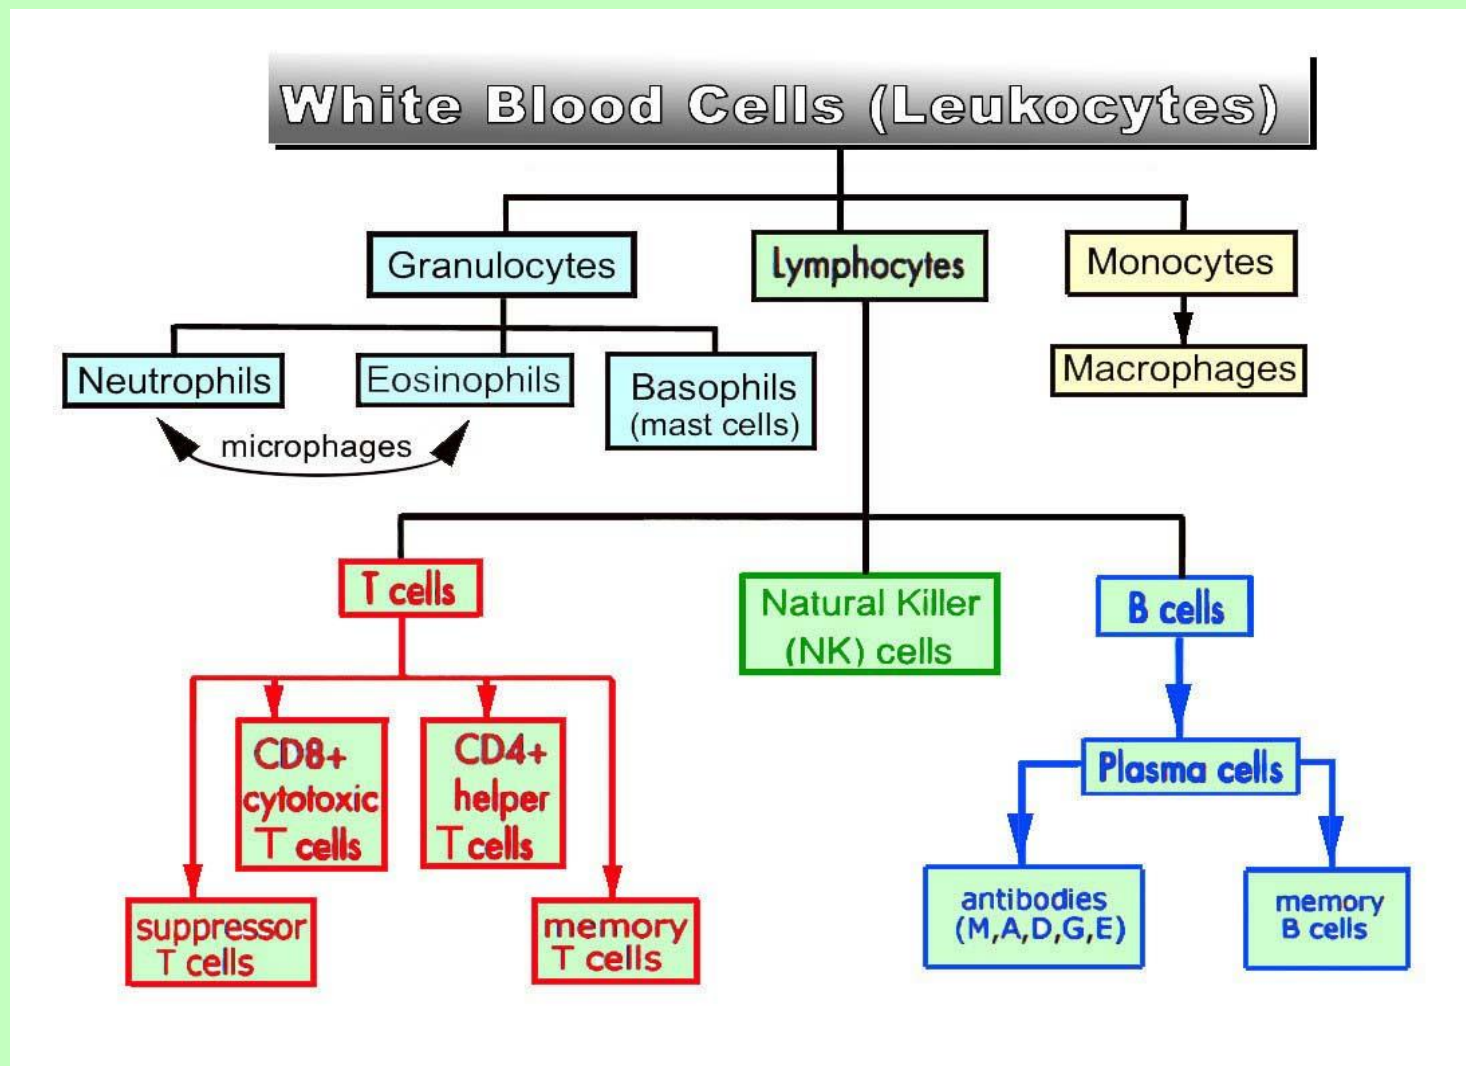 White Blood Cells (Leukocytes)
Granulocytes
Lymphocytes
Monocytes
Macrophages
Neutrophils
Eosinophils
Basophils
(mast cells)
microphages
T cells
Natural Killer
(NK) cells
B cells
CD8+
cytotoxic
T cells
CD4+
helper
T cells
Plasma cells
suppressor
T cells
memory
T cells
antibodies
(M,A,D,G,E)
memory
B cells